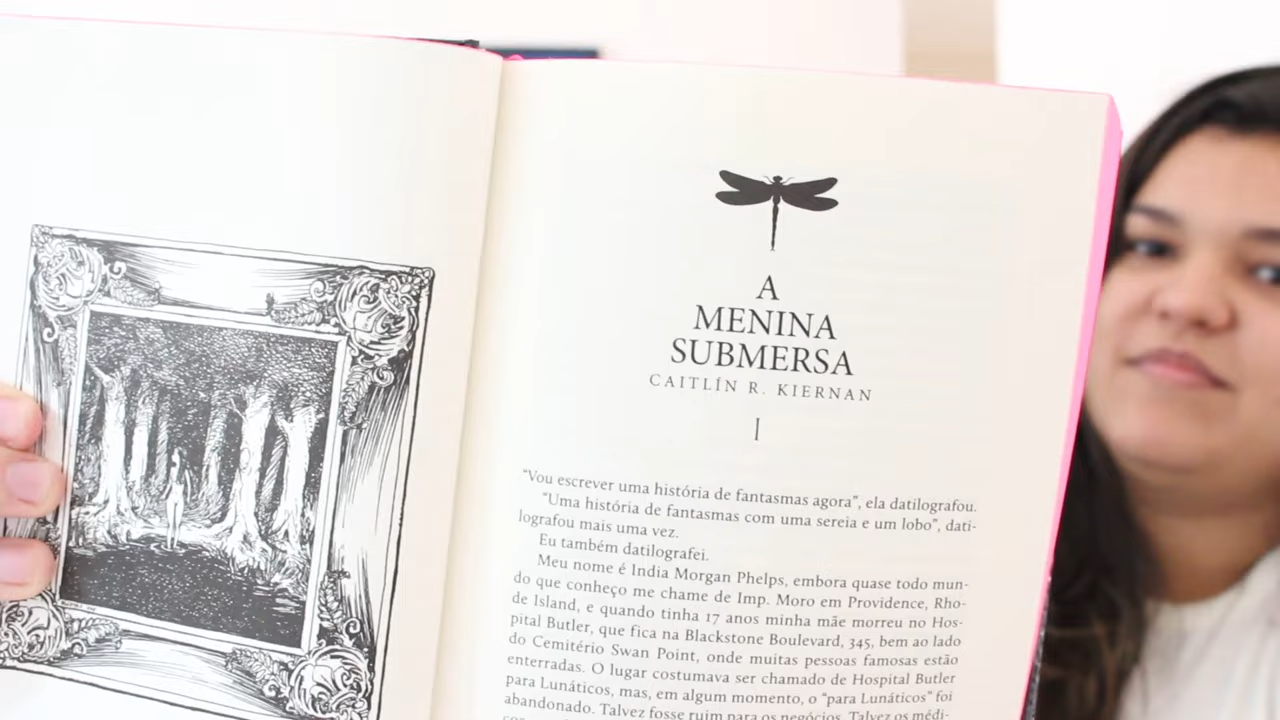 A
MENINA
SUBMERSA
CAITLÍN R. KIERNAN
I
“Vou escrever uma história de fantasmas agora”, ela datilografou.
“Uma história de fantasmas com uma sereia e um lobo”, dati-
lografou mais uma vez.
Eu também datilografei.
Meu nome é India Morgan Phelps, embora quase todo mun-
do que conheço me chame de Imp. Moro em Providence, Rho-
de Island, e quando tinha 17 anos minha mãe morreu no Hos-
pital Butler, que fica na Blackstone Boulevard, 345, bem ao lado
do Cemitério Swan Point, onde muitas pessoas famosas estão
enterradas. O lugar costumava ser chamado de Hospital Butler
para Lunáticos, mas, em algum momento, o “para Lunáticos” foi
abandonado. Talvez fosse ruim para os negócios. Talvez os médi-